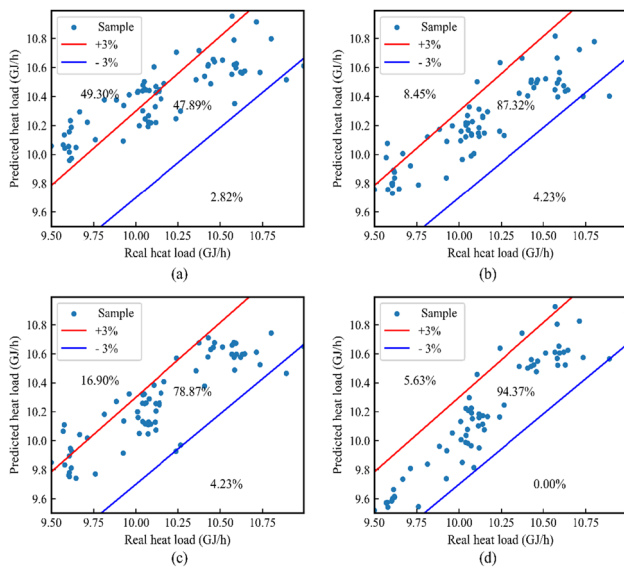 10.8
10.6
10.4
10.2
10.0
9.8
9.6
Predicted heat load (GJ/h)
Sample
+3%
- 3%
49.30%
47.89%
2.82%
9.50 9.75 10.00 10.25 10.50 10.75
Real heat load (GJ/h)
(a)
10.8
10.6
10.4
10.2
10.0
9.8
9.6
Predicted heat load (GJ/h)
Sample
+3%
- 3%
8.45%
87.32%
4.23%
9.50 9.75 10.00 10.25 10.50 10.75
Real heat load (GJ/h)
(b)
10.8
10.6
10.4
10.2
10.0
9.8
9.6
Predicted heat load (GJ/h)
Sample
+3%
- 3%
16.90%
78.87%
4.23%
9.50 9.75 10.00 10.25 10.50 10.75
Real heat load (GJ/h)
(c)
10.8
10.6
10.4
10.2
10.0
9.8
9.6
Predicted heat load (GJ/h)
Sample
+3%
- 3%
5.63%
94.37%
0.00%
9.50 9.75 10.00 10.25 10.50 10.75
Real heat load (GJ/h)
(d)